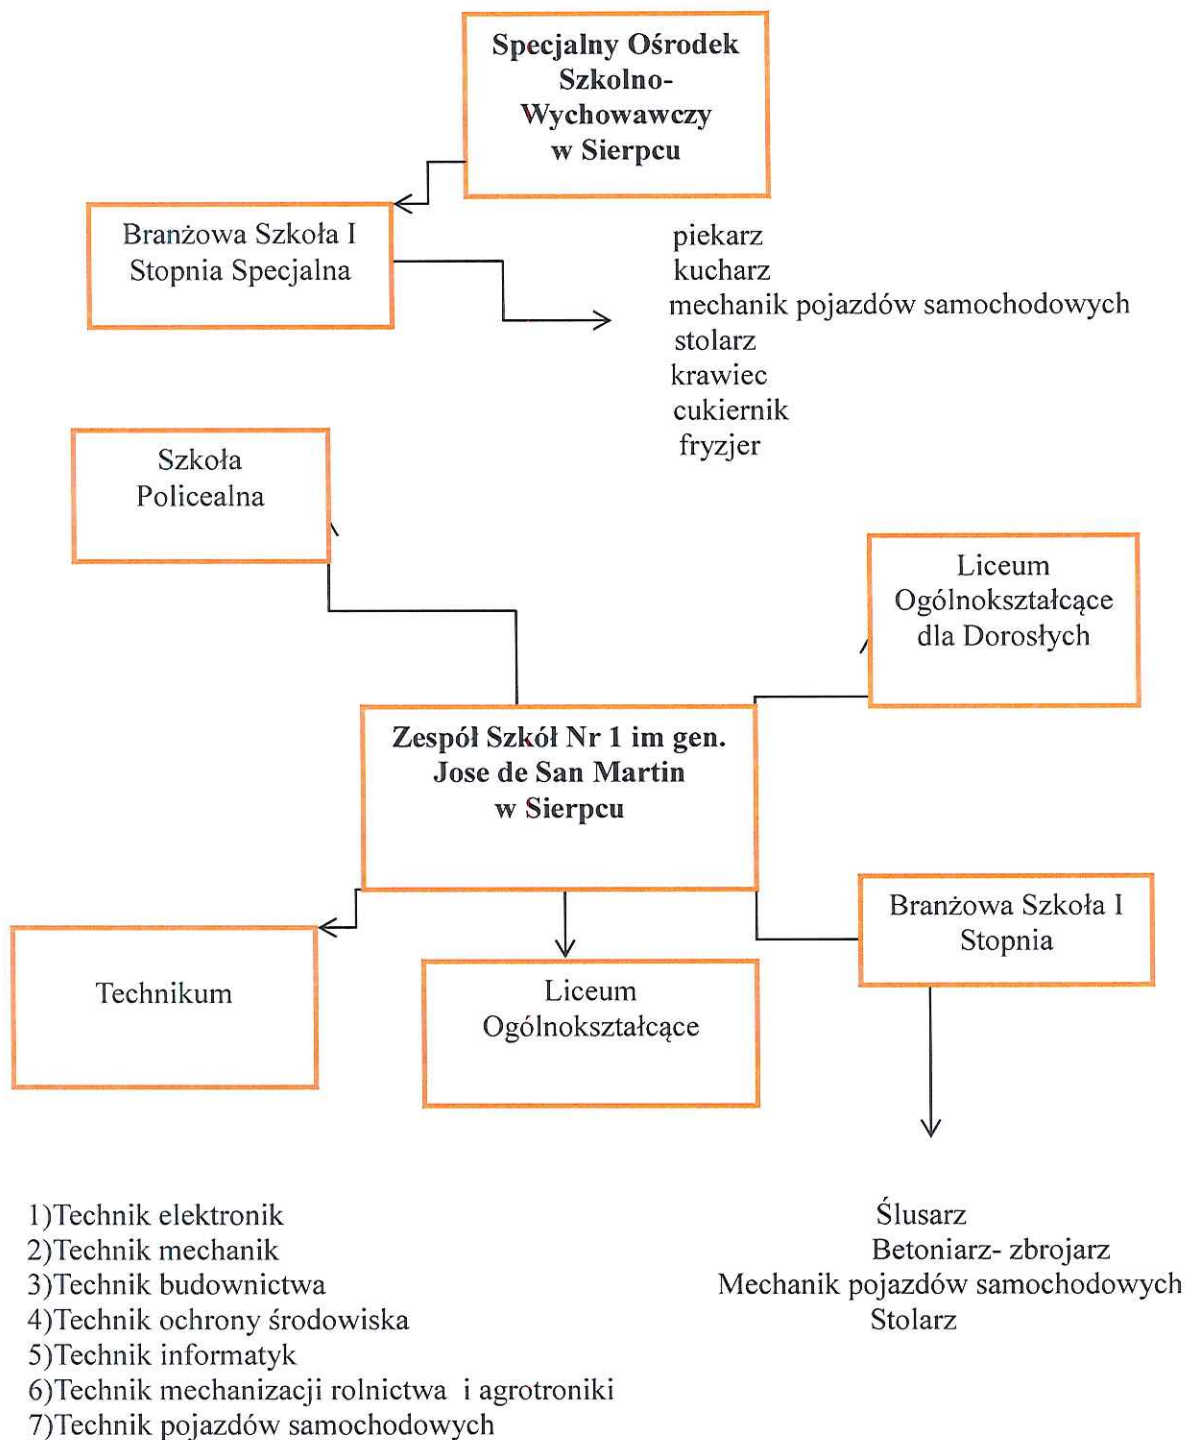 Specjalny Ośrodek
Szkolno-
Wychowawczy
w Sierpcu
Branżowa Szkoła I
Stopnia Specjalna
piekarz
kucharz
mechanik pojazdów samochodowych
stolarz
krawiec
cukiernik
fryzjer
Szkoła
Policealna
Liceum
Ogólnokształcące
dla Dorosłych
Zespół Szkół Nr 1 im gen.
Jose de San Martin
w Sierpcu
Branżowa Szkoła I
Stopnia
Technikum
Liceum
Ogólnokształcące
1)Technik elektronik
2)Technik mechanik
3)Technik budownictwa
4)Technik ochrony środowiska
5)Technik informatyk
6)Technik mechanizacji rolnictwa  i agrotroniki
7)Technik pojazdów samochodowych
Ślusarz
Betoniarz- zbrojarz
Mechanik pojazdów samochodowych
Stolarz